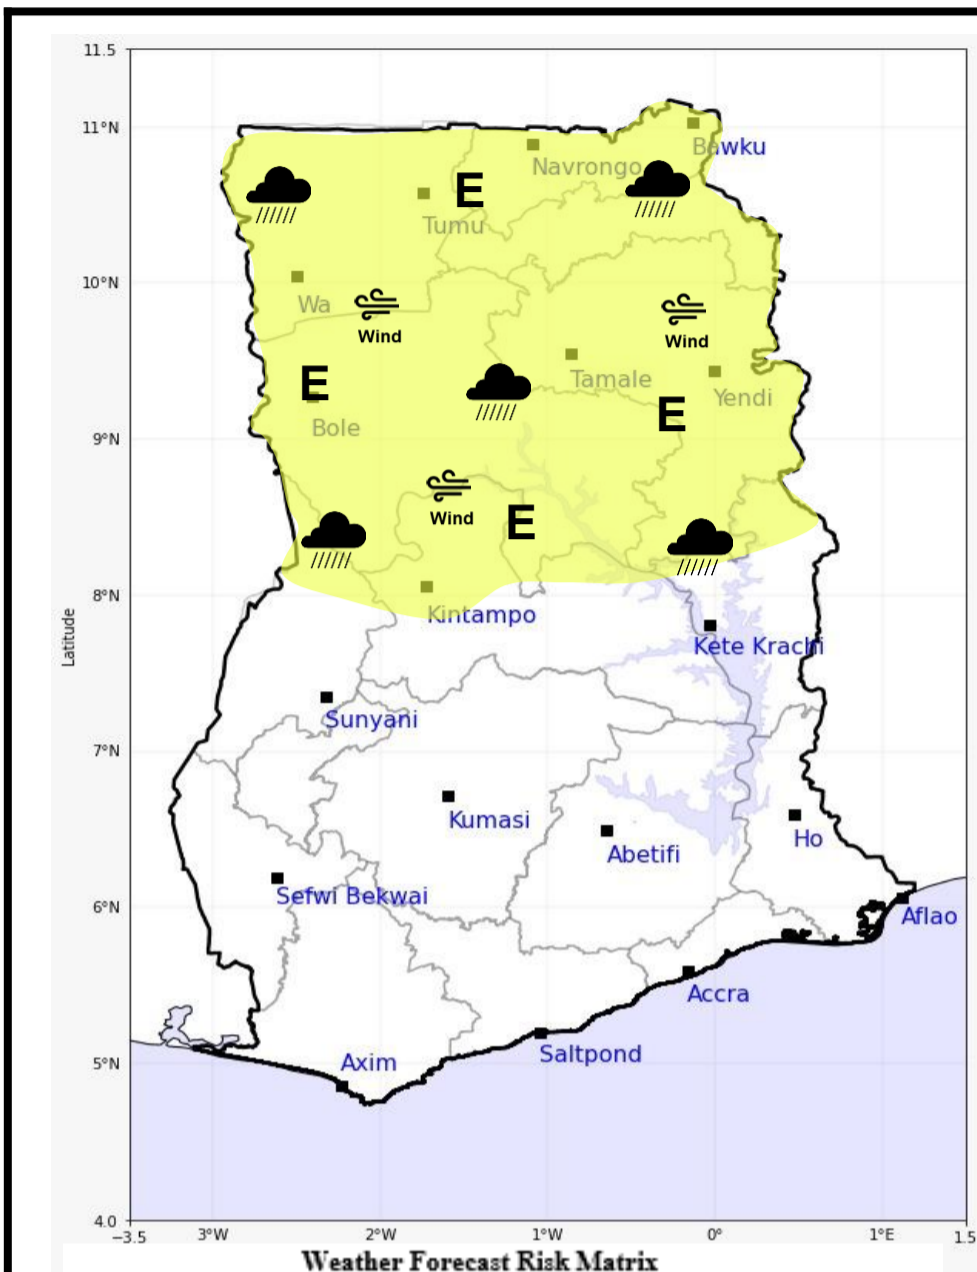 11.5
11°N
Bawku
Navrongo
E
Tumu
10°N
Wa
Wind
Wind
E
Tamale
Yendi
E
Bole
9°N
Wind
E
8°N
Kintampo
Latitude
Kete Krachi
Sunyani
7°N
Kumasi
Ho
Abetifi
Sefwi Bekwai
6°N
Aflao
Accra
Saltpond
Axim
5°N
4.0
−3.5 3°W 2°W 1°W 0° 1°E 1.5
Weather Forecast Risk Matrix